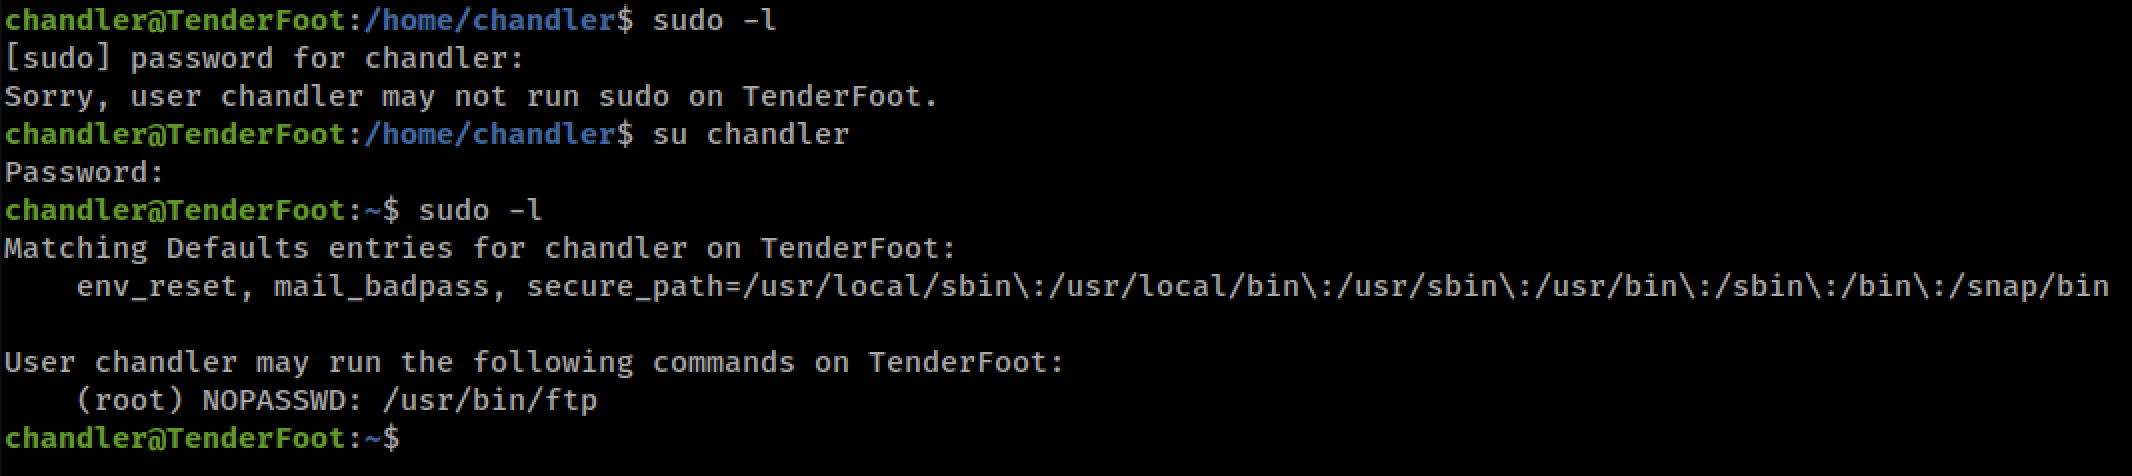 chandler@TenderFoot:/home/chandler$ sudo -l
[sudo] password for chandler:
Sorry, user chandler may not run sudo on TenderFoot.
chandler@TenderFoot:/home/chandler$ su chandler
Password:
chandler@TenderFoot:~$ sudo -l
Matching Defaults entries for chandler on TenderFoot:
    env_reset, mail_badpass, secure_path=/usr/local/sbin\:/usr/local/bin\:/usr/sbin\:/usr/bin\:/sbin\:/bin\:/snap/bin

User chandler may run the following commands on TenderFoot:
    (root) NOPASSWD: /usr/bin/ftp
chandler@TenderFoot:~$